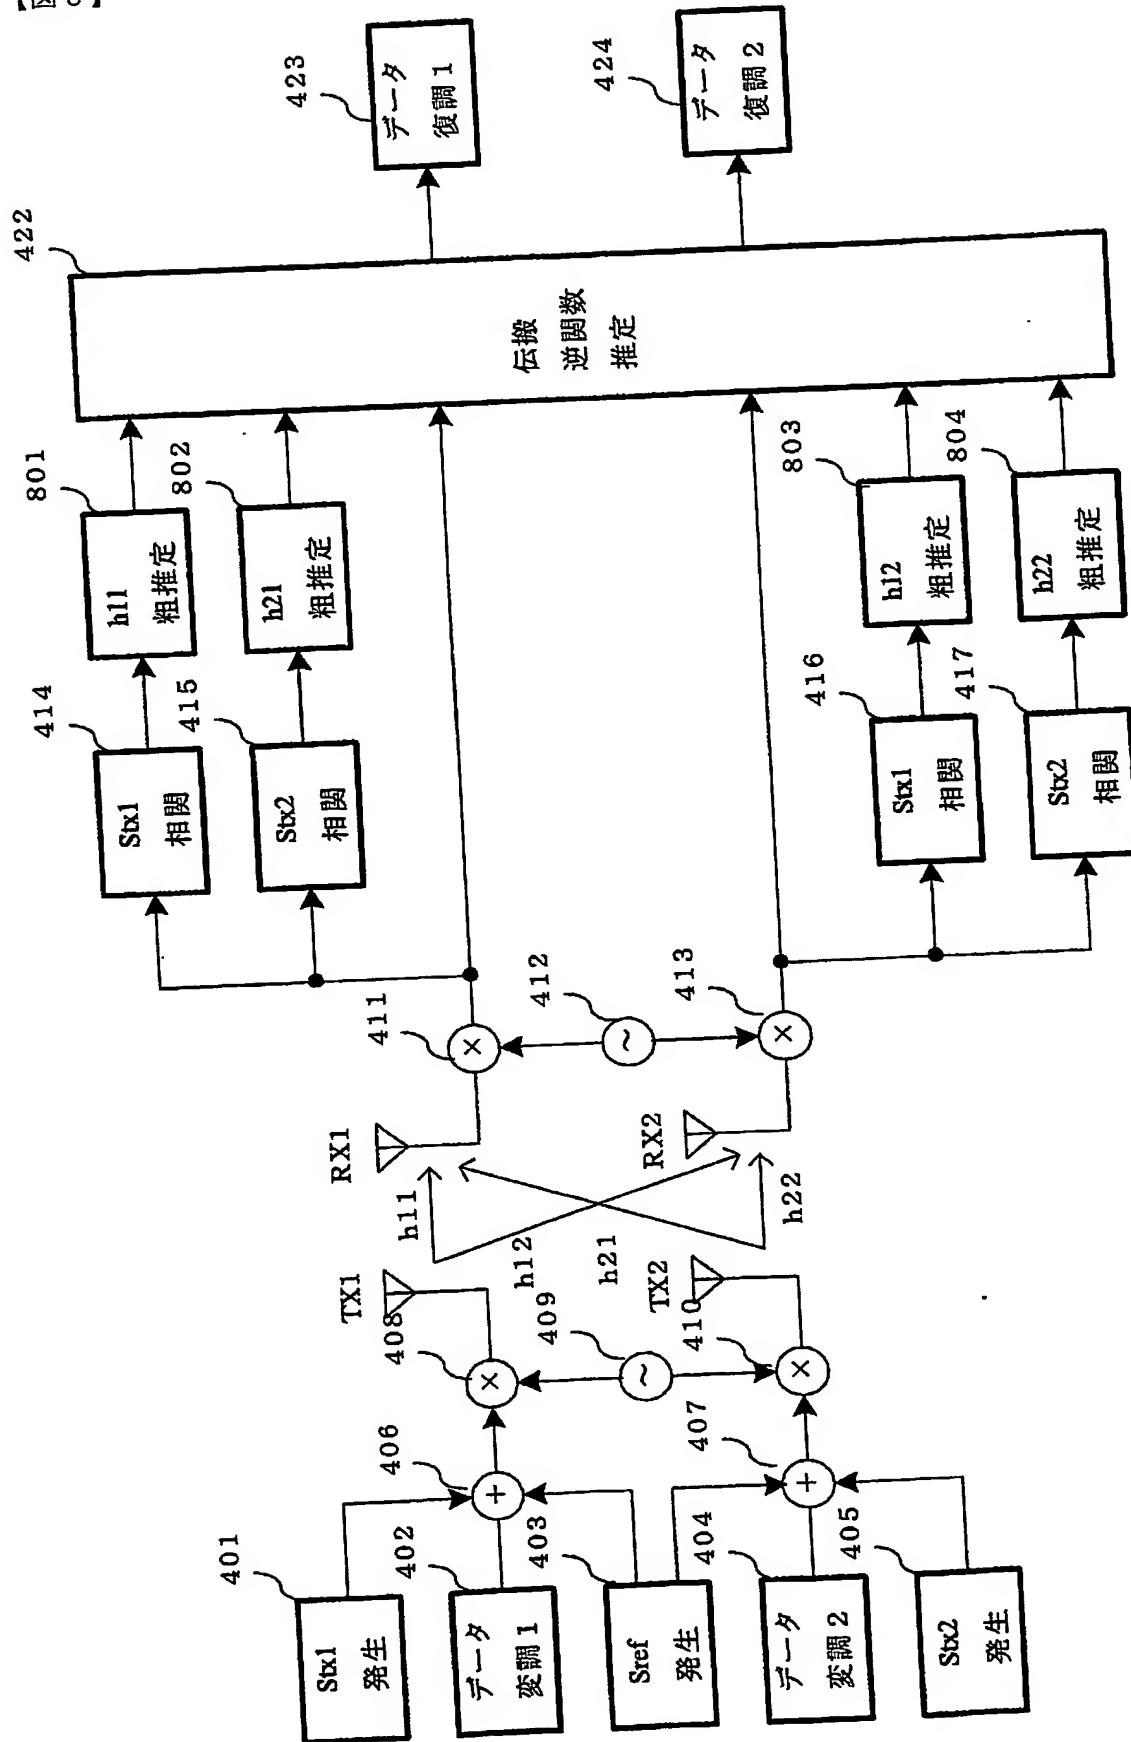 423
データ
復調1
424
データ
復調2
422
伝搬
逆関数
推定
801
h11
粗推定
802
h21
粗推定
803
h12
粗推定
804
h22
粗推定
414
Stx1
相関
415
Stx2
相関
416
Stx1
相関
417
Stx2
相関
411
×
412
~
413
×
RX1
RX2
h11
h12
h21
h22
TX1
TX2
408
×
409
~
410
×
406
+
407
+
401
Stx1
発生
402
データ
変調1
403
Sref
発生
404
データ
変調2
405
Stx2
発生